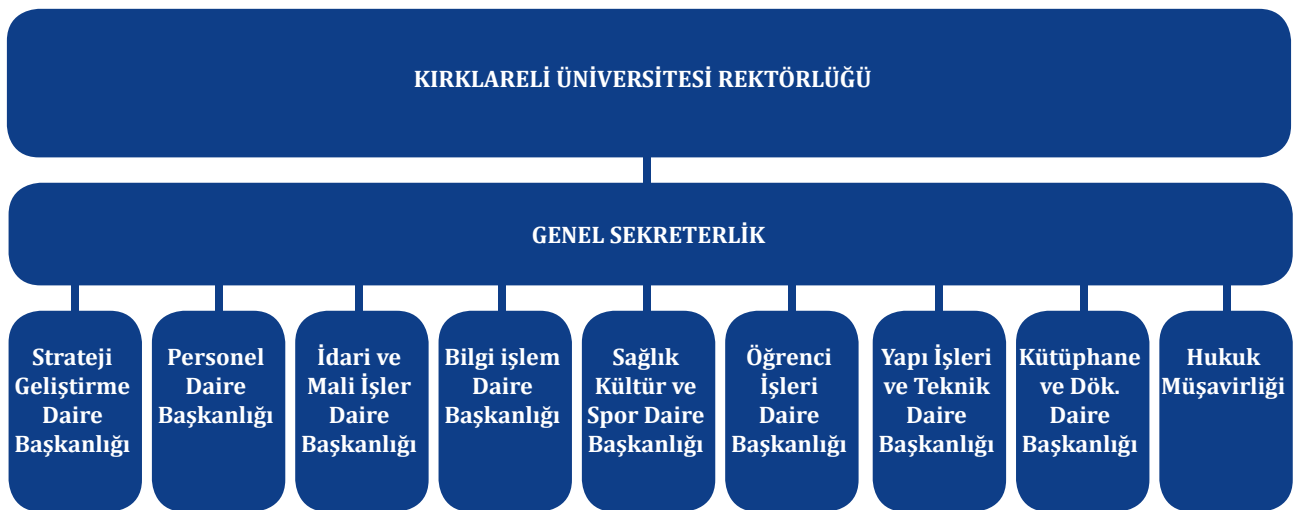 KIRKLARELİ ÜNİVERSİTESİ REKTÖRLÜĞÜ
GENEL SEKRETERLİK
Strateji
Geliştirme
Daire
Başkanlığı
Personel
Daire
Başkanlığı
İdari ve
Mali İşler
Daire
Başkanlığı
Bilgi işlem
Daire
Başkanlığı
Sağlık
Kültür ve
Spor Daire
Başkanlığı
Öğrenci
İşleri
Daire
Başkanlığı
Yapı İşleri
ve Teknik
Daire
Başkanlığı
Kütüphane
ve Dök.
Daire
Başkanlığı
Hukuk
Müşavirliği